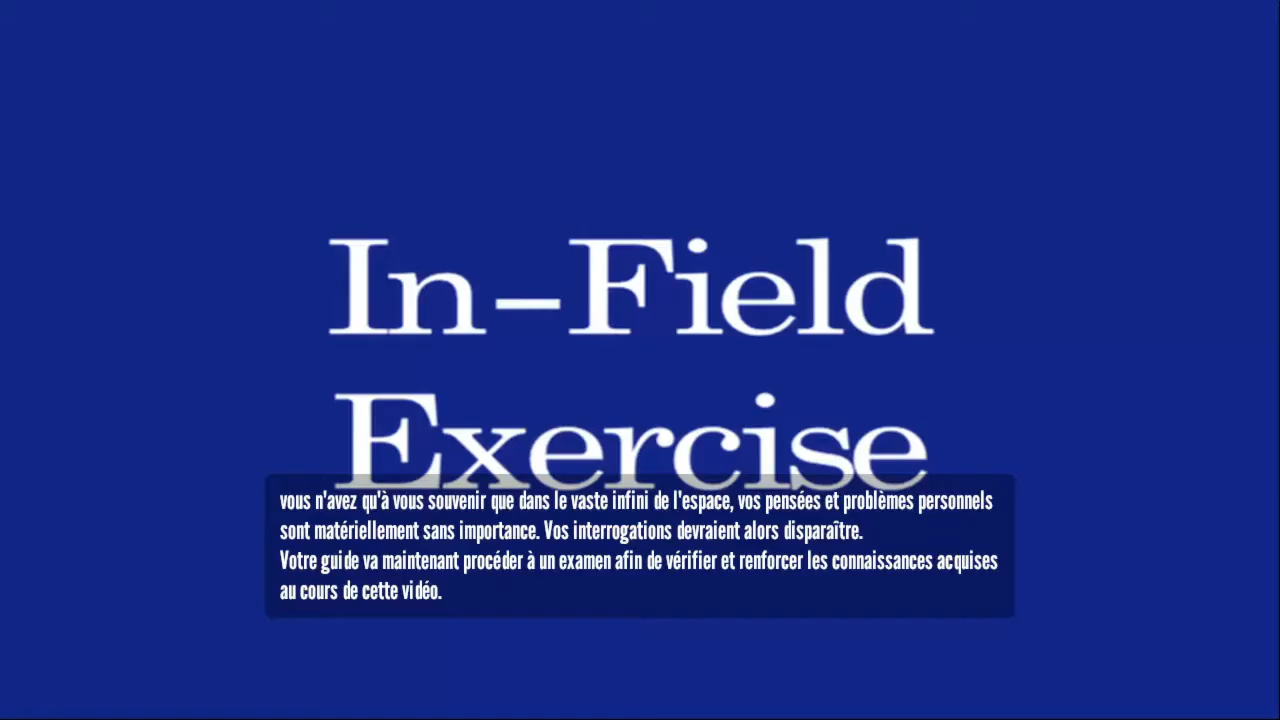 In-Field
Exercise
vous n'avez qu'à vous souvenir que dans le vaste infini de l'espace, vos pensées et problèmes personnels
sont matériellement sans importance. Vos interrogations devraient alors disparaître.
Votre guide va maintenant procéder à un examen afin de vérifier et renforcer les connaissances acquises
au cours de cette vidéo.